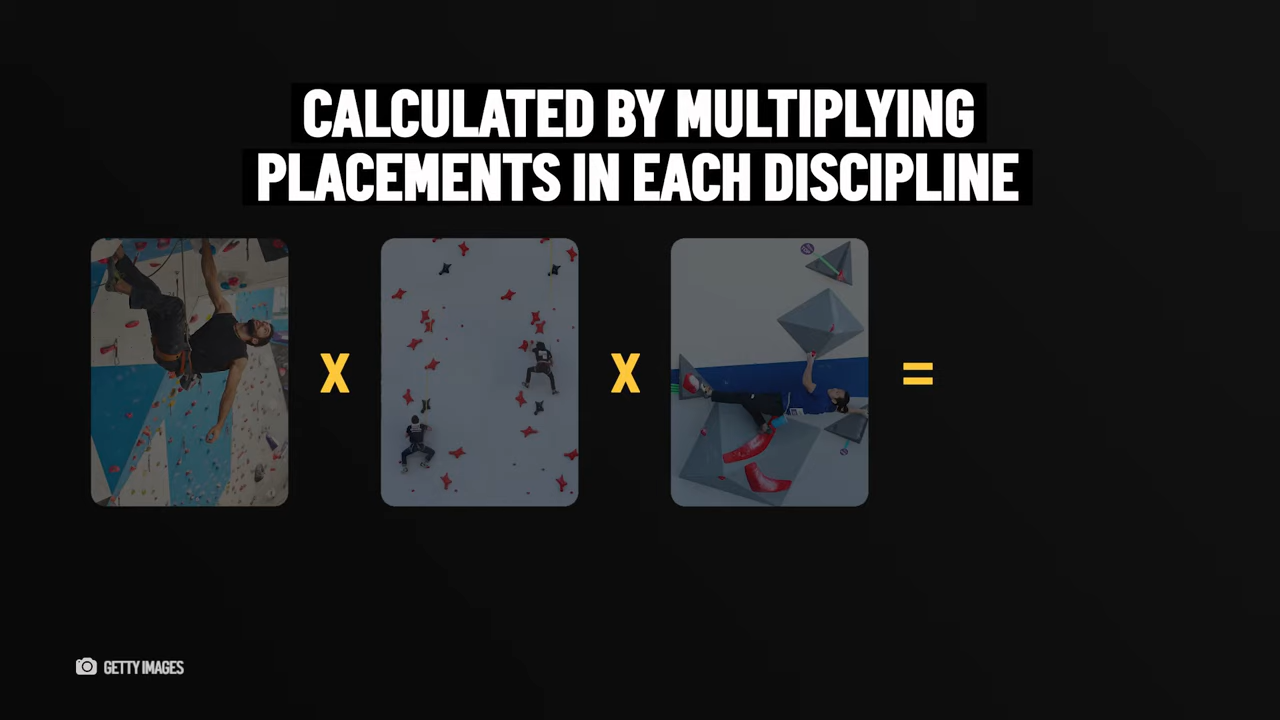 CALCULATED BY MULTIPLYING
PLACEMENTS IN EACH DISCIPLINE
X X =
GETTY IMAGES